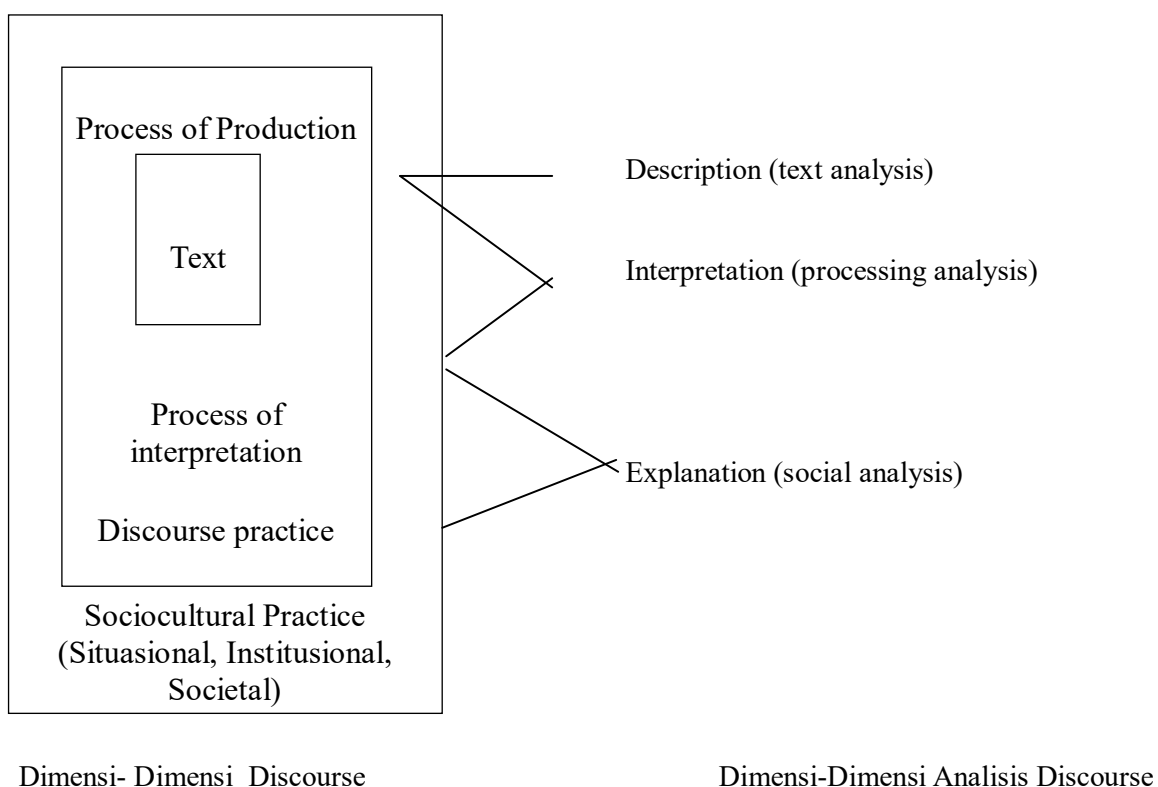 Process of Production
Text
Process of
interpretation
Discourse practice
Sociocultural Practice
(Situasional, Institusional,
Societal)
Description (text analysis)
Interpretation (processing analysis)
Explanation (social analysis)
Dimensi- Dimensi Discourse
Dimensi-Dimensi Analisis Discourse